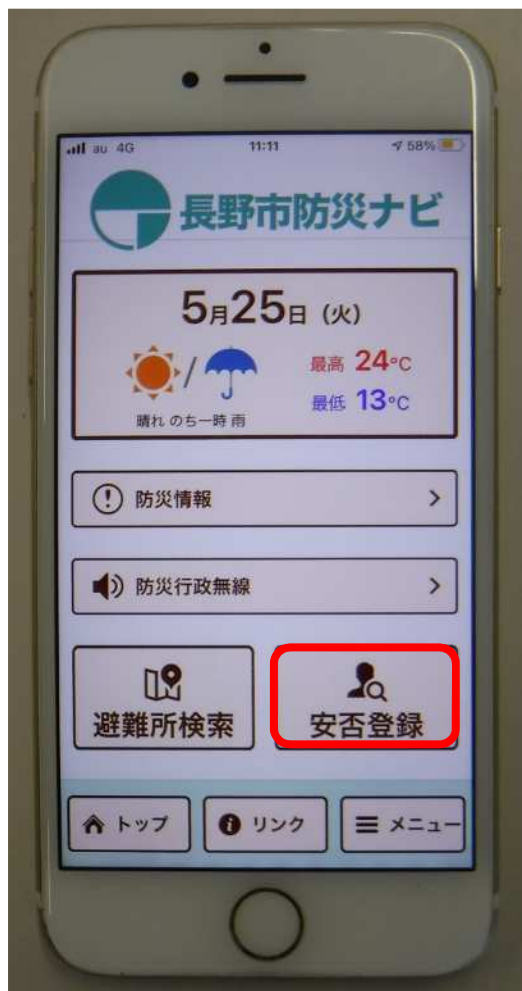 au 4G 11:11 58%
長野市防災ナビ
5月25日 (火)
最高 24°C
最低 13°C
晴れ のち一時 雨
防災情報
防災行政無線
避難所検索
安否登録
トップ
リンク
メニュー